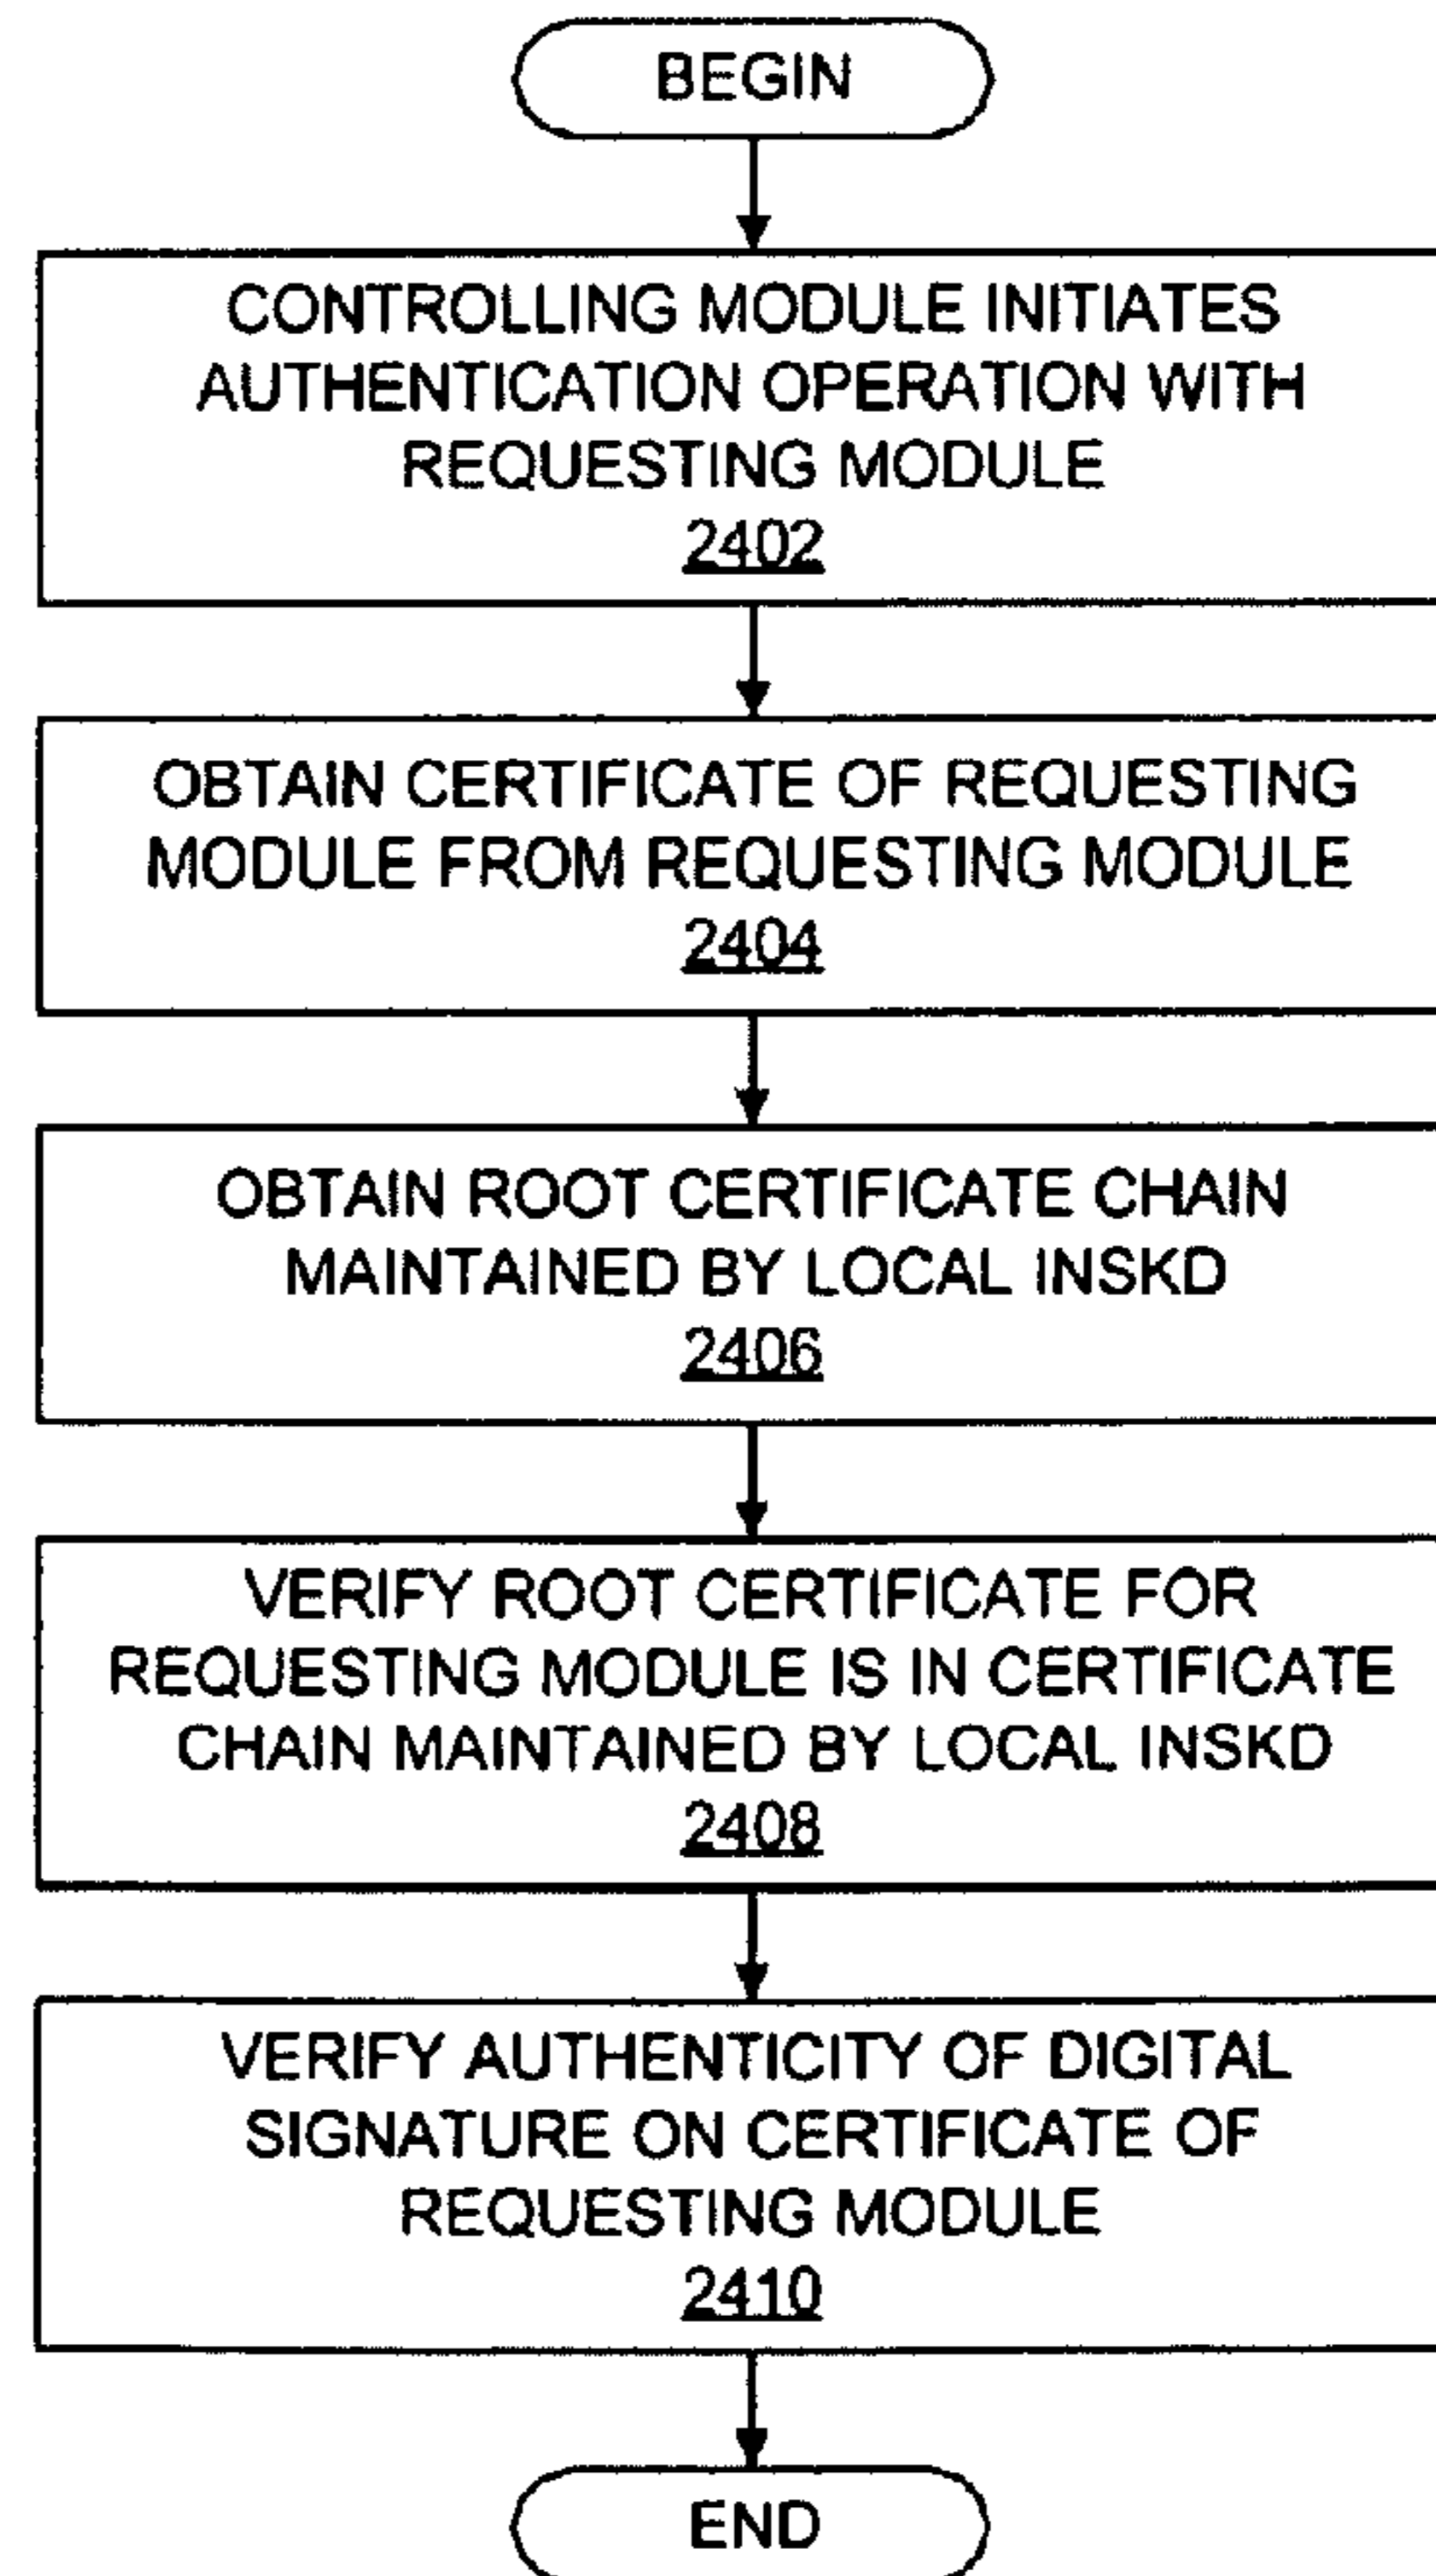 BEGIN
CONTROLLING MODULE INITIATES
AUTHENTICATION OPERATION WITH
REQUESTING MODULE
2402
OBTAIN CERTIFICATE OF REQUESTING
MODULE FROM REQUESTING MODULE
2404
OBTAIN ROOT CERTIFICATE CHAIN
MAINTAINED BY LOCAL INSKD
2406
VERIFY ROOT CERTIFICATE FOR
REQUESTING MODULE IS IN CERTIFICATE
CHAIN MAINTAINED BY LOCAL INSKD
2408
VERIFY AUTHENTICITY OF DIGITAL
SIGNATURE ON CERTIFICATE OF
REQUESTING MODULE
2410
END